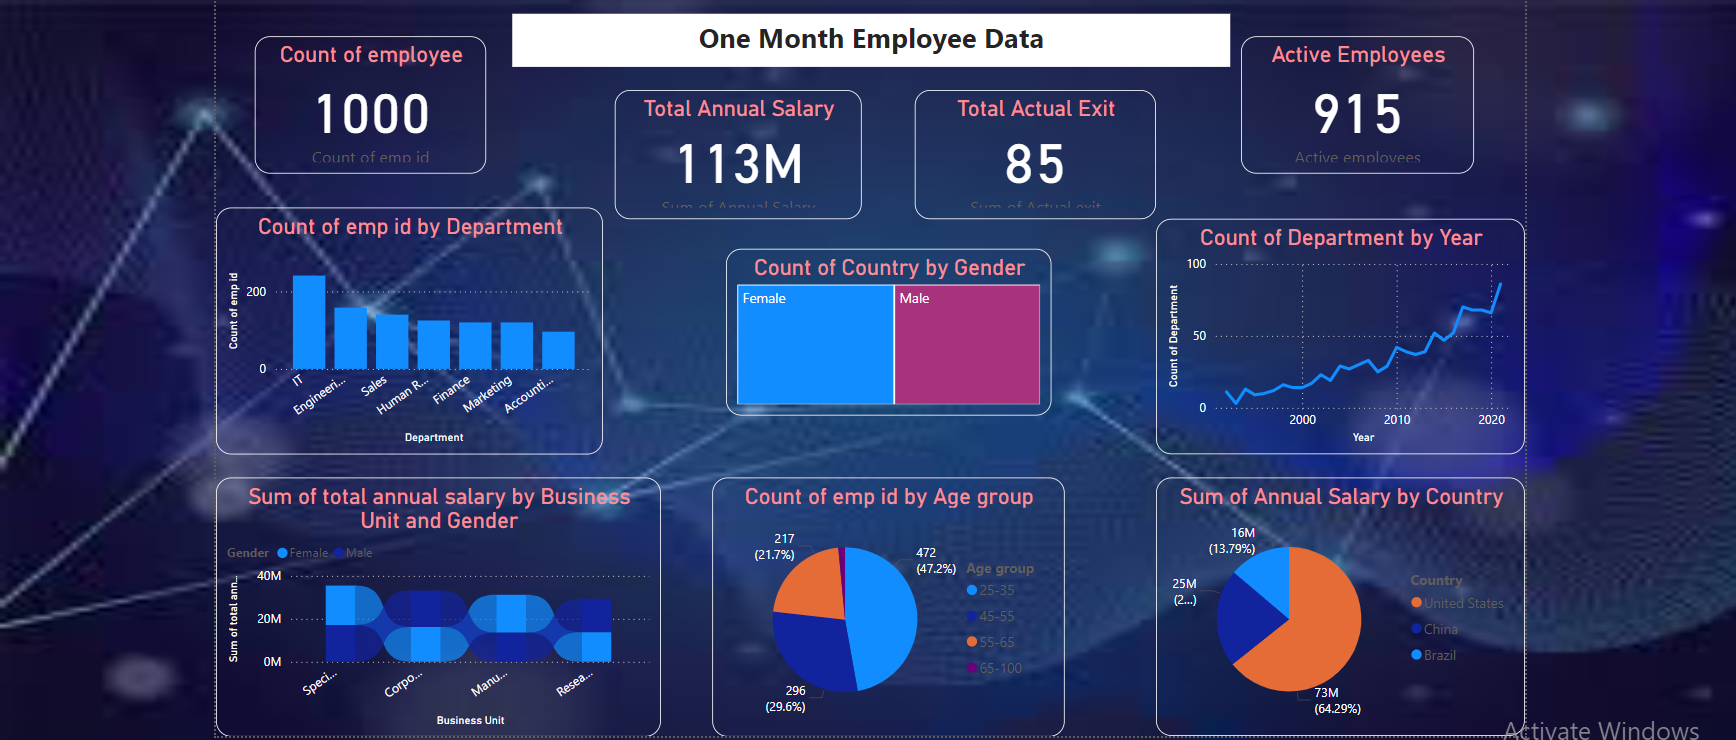 One Month Employee Data
Count of employee
1000
Count of emp id
Total Annual Salary
113M
Sum of Annual Salary
Total Actual Exit
85
Sum of Actual exit
Active Employees
915
Active employees
Count of emp id by Department
Count of emp id
200
0
IT
Engineeri...
Sales
Human R...
Finance
Marketing
Accounti...
Department
Count of Country by Gender
Female
Male
Count of Department by Year
Count of Department
100
50
0
2000
2010
2020
Year
Sum of total annual salary by Business
Unit and Gender
Gender
Female
Male
Sum of total ann...
40M
20M
0M
Speci...
Corpo...
Manu...
Resea...
Business Unit
Count of emp id by Age group
217
(21.7%)
472
(47.2%)
296
(29.6%)
Age group
25-35
45-55
55-65
65-100
Sum of Annual Salary by Country
16M
(13.79%)
25M
(2...)
73M
(64.29%)
Country
United States
China
Brazil
Activate Windows